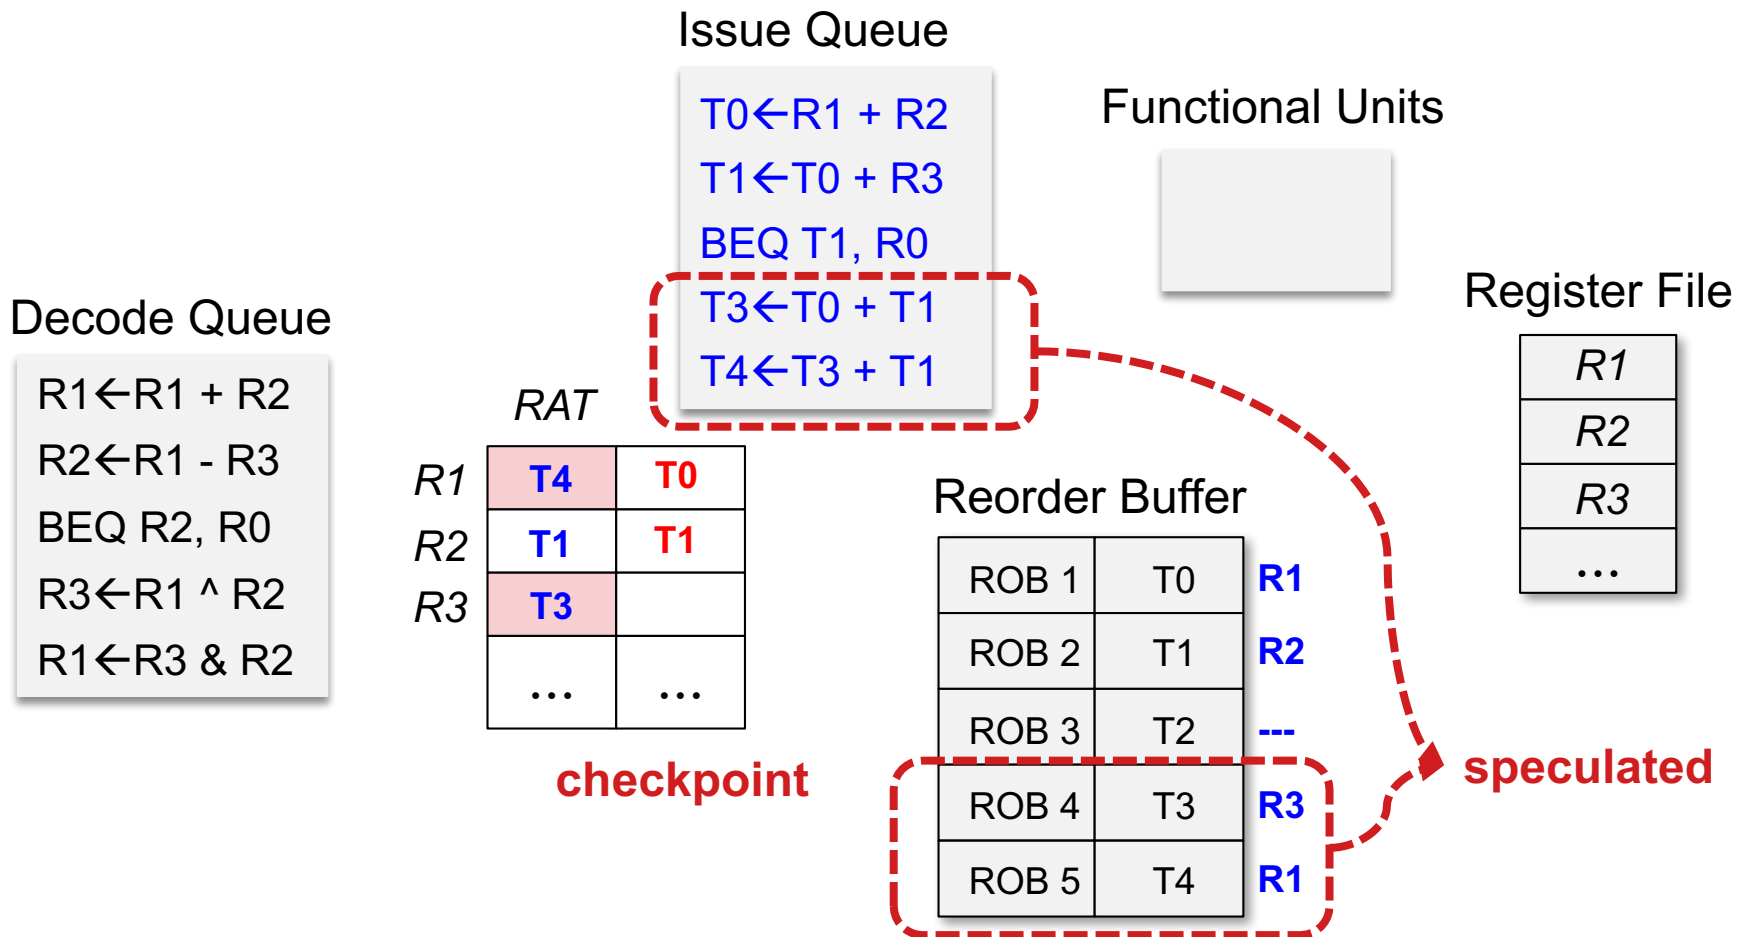 Issue Queue
T0←R1 + R2
T1←T0 + R3
BEQ T1, R0
T3←T0 + T1
T4←T3 + T1
Functional Units
Register File
R1
R2
R3
...
Decode Queue
R1←R1 + R2
R2←R1 - R3
BEQ R2, R0
R3←R1 ^ R2
R1←R3 & R2
RAT
R1 T4 T0
R2 T1 T1
R3 T3
... ...
checkpoint
Reorder Buffer
ROB 1 T0 R1
ROB 2 T1 R2
ROB 3 T2 ---
ROB 4 T3 R3
ROB 5 T4 R1
speculated